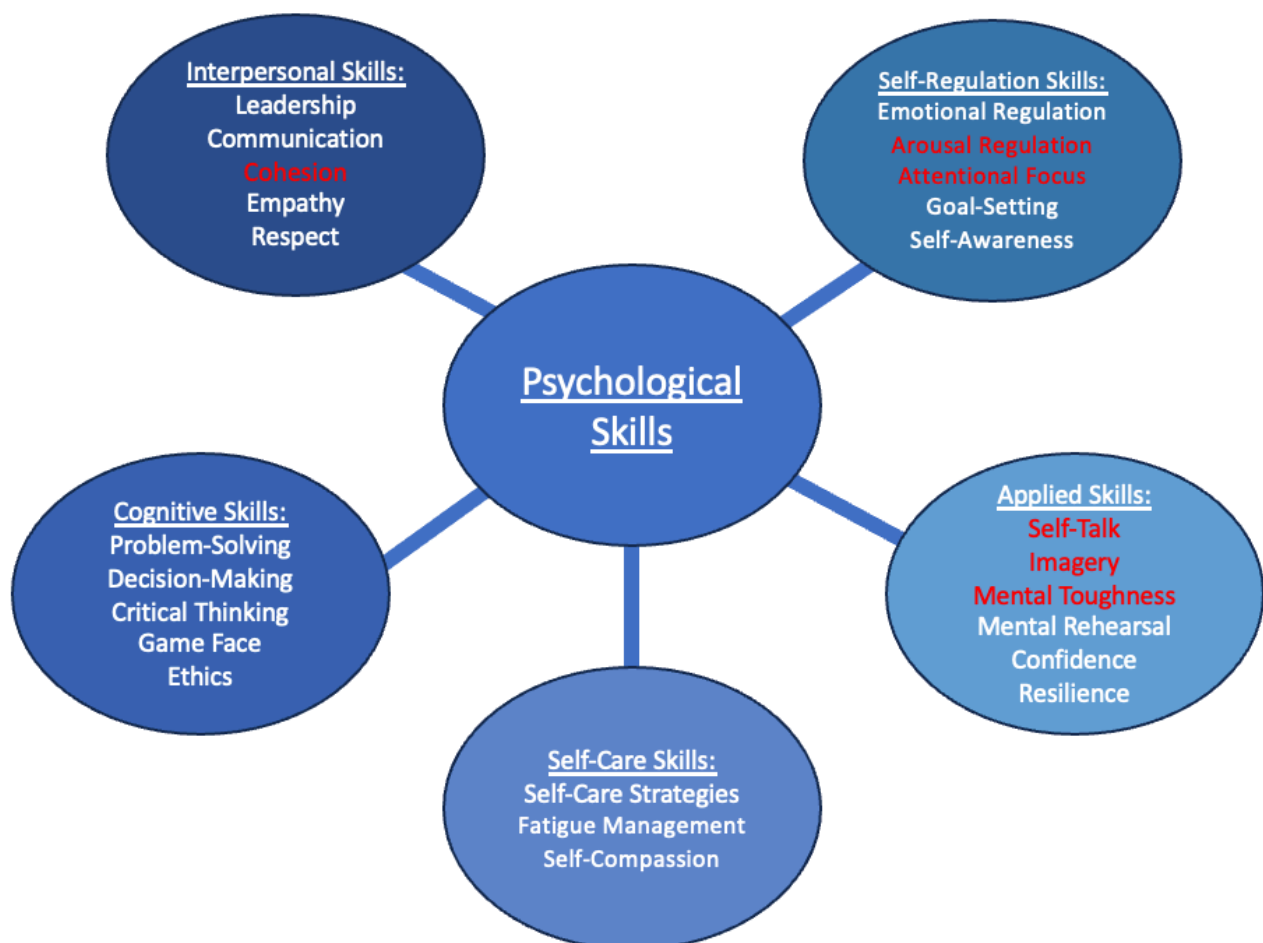 Interpersonal Skills:
Leadership
Communication
Cohesion
Empathy
Respect
Self-Regulation Skills:
Emotional Regulation
Arousal Regulation
Attentional Focus
Goal-Setting
Self-Awareness
Psychological
Skills
Cognitive Skills:
Problem-Solving
Decision-Making
Critical Thinking
Game Face
Ethics
Applied Skills:
Self-Talk
Imagery
Mental Toughness
Mental Rehearsal
Confidence
Resilience
Self-Care Skills:
Self-Care Strategies
Fatigue Management
Self-Compassion